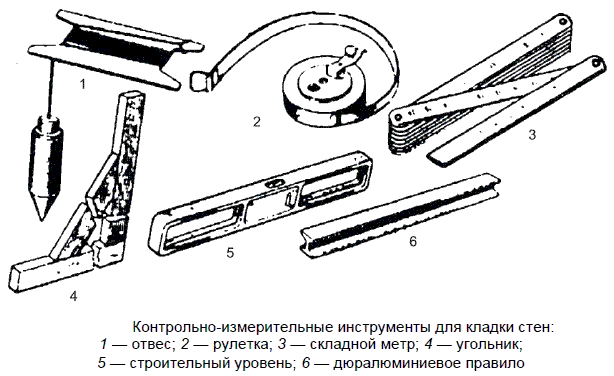 1
2
3
4
5
6
Контрольно-измерительные инструменты для кладки стен:
1 — отвес; 2 — рулетка; 3 — складной метр; 4 — угольник;
5 — строительный уровень; 6 — дюралюминиевое правило